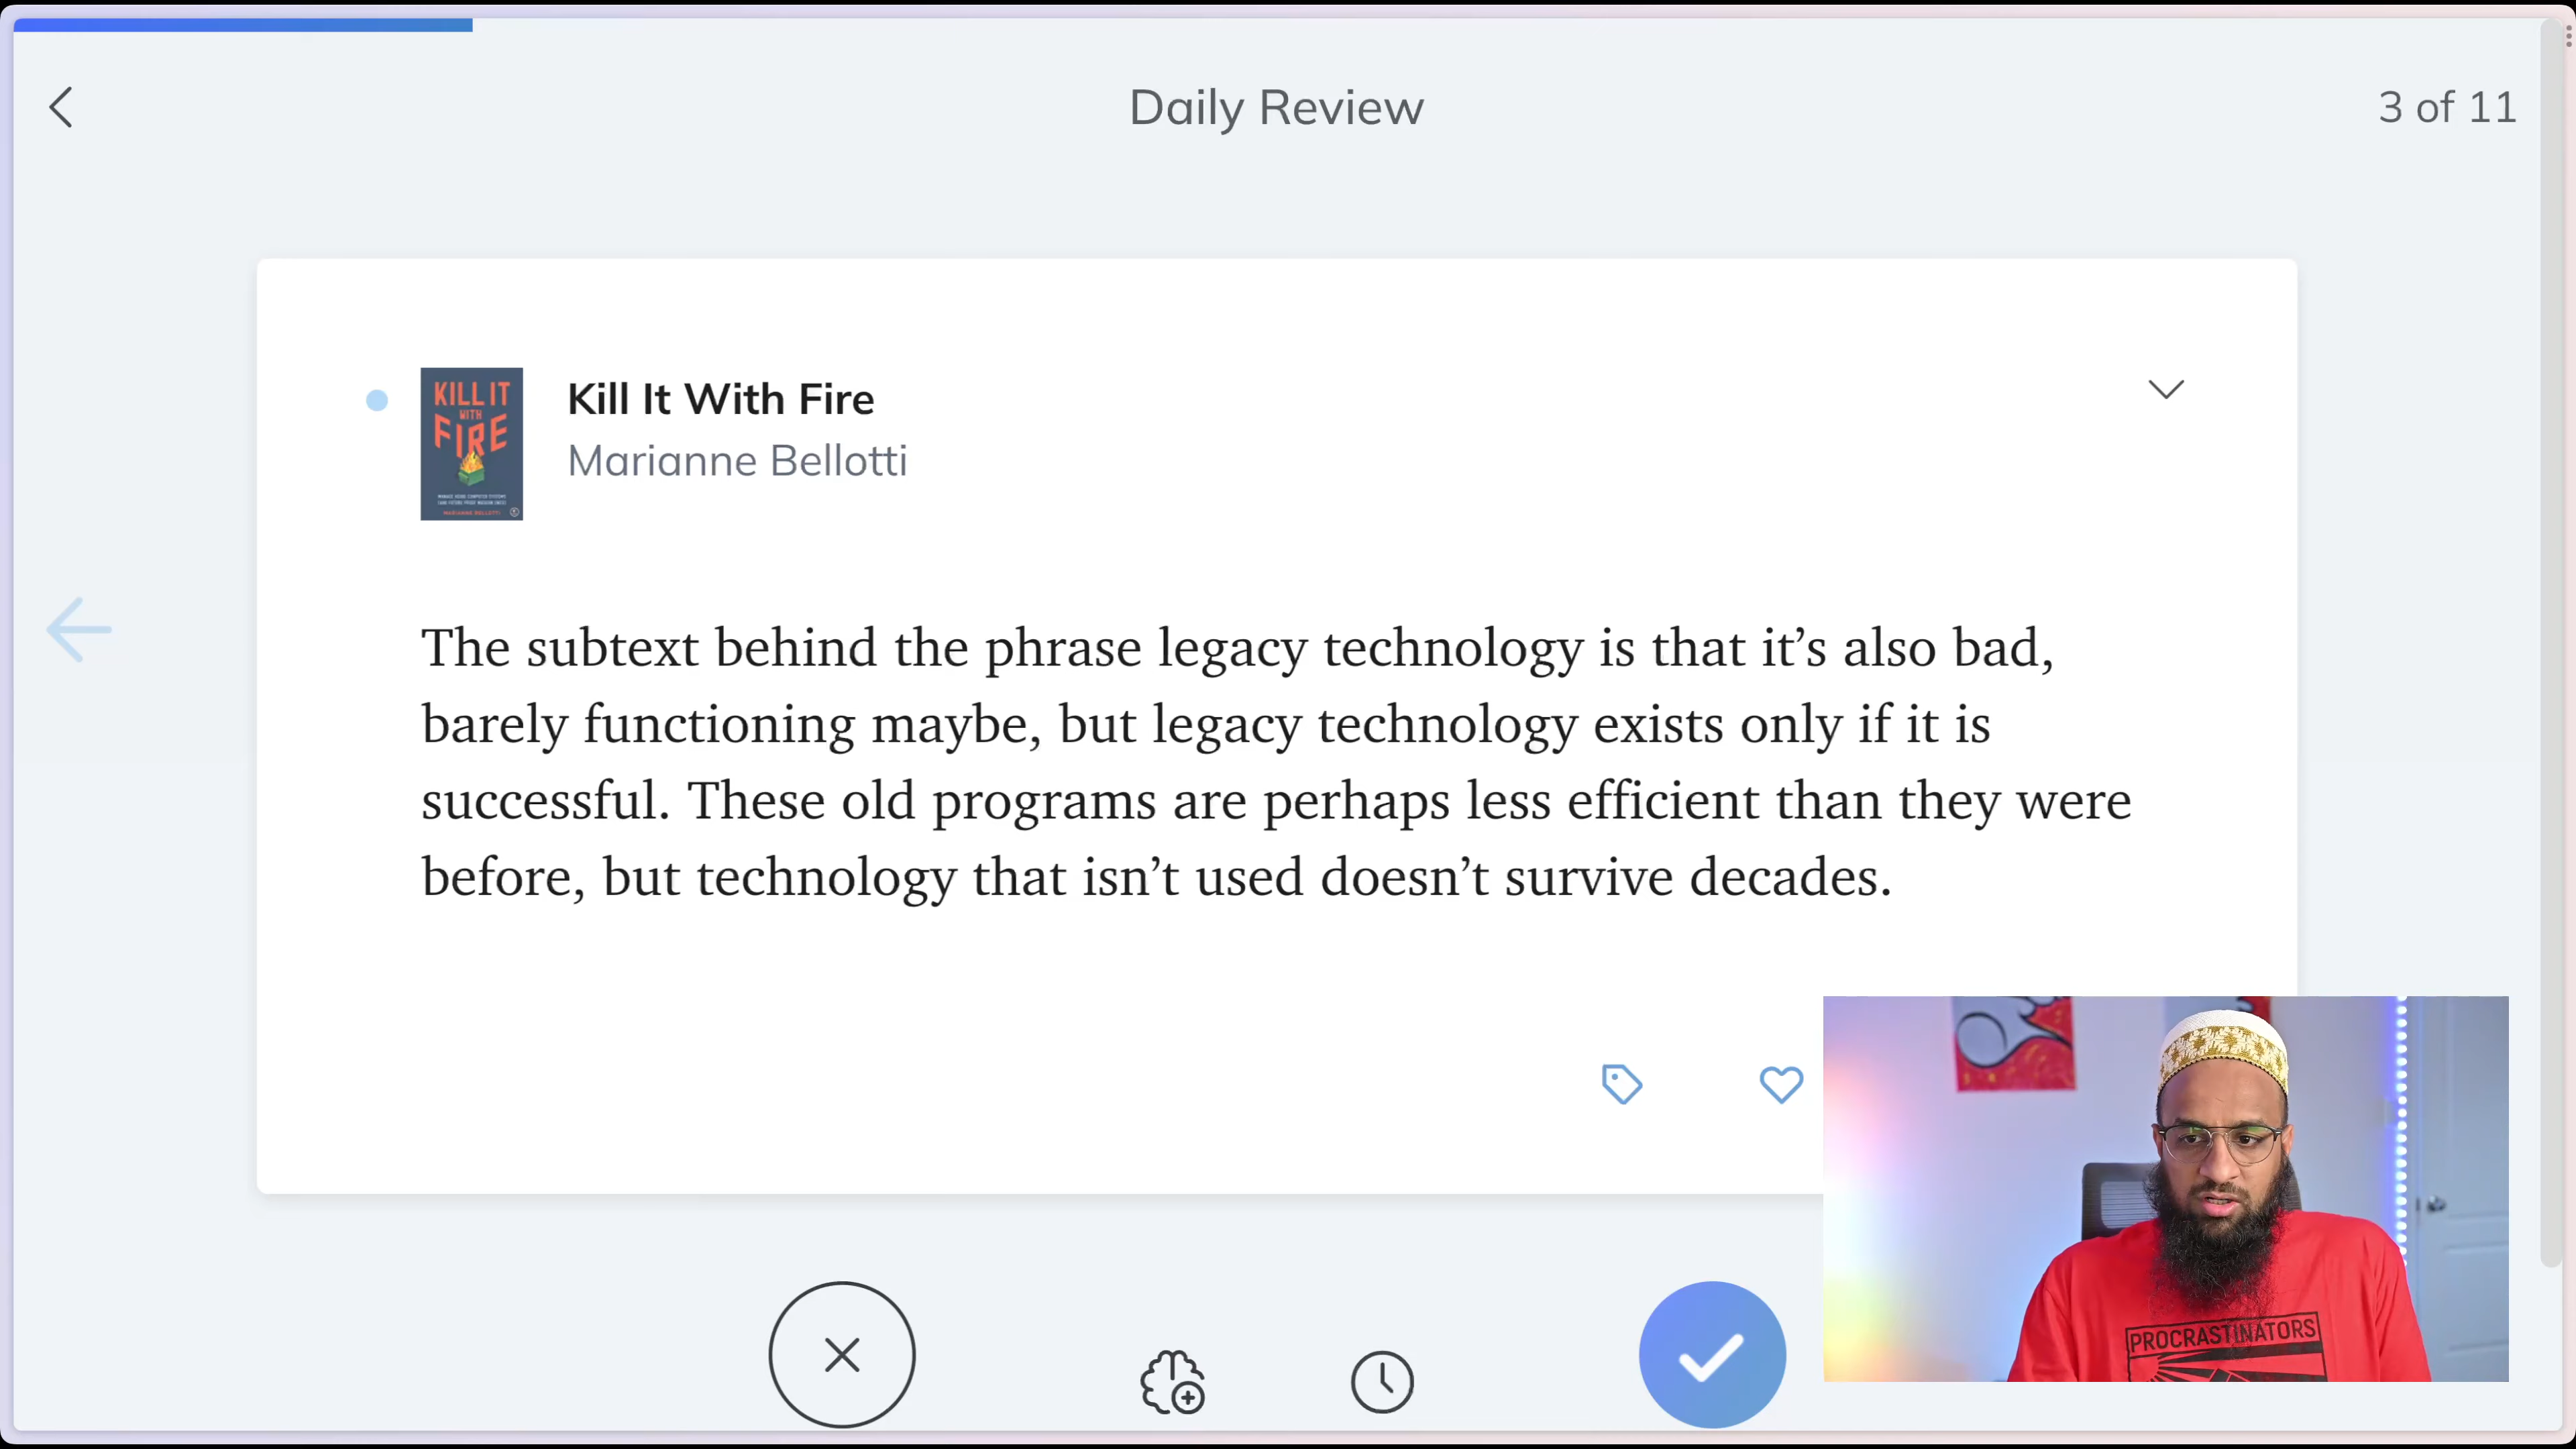 Daily Review
3 of 11
KILL IT
WITH
FIRE
MARIANNE BELLOTTI
Kill It With Fire
Marianne Bellotti
The subtext behind the phrase legacy technology is that it’s also bad,
barely functioning maybe, but legacy technology exists only if it is
successful. These old programs are perhaps less efficient than they were
before, but technology that isn’t used doesn’t survive decades.
PROCRASTINATORS